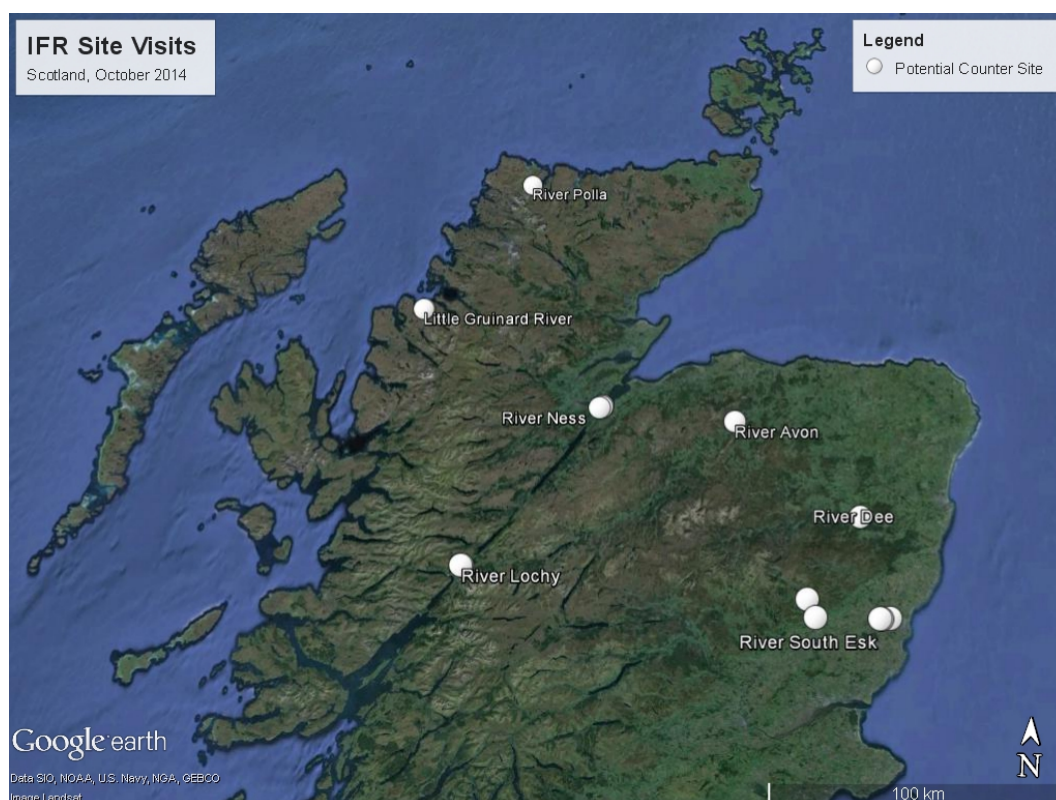 IFR Site Visits
Scotland, October 2014
Legend
Potential Counter Site
River Polla
Little Gruinard River
River Ness
River Avon
River Dee
River Lochy
River South Esk
Google earth
Data SIO, NOAA, U.S. Navy, NGA, GEBCO
Image Landsat
N
100 km